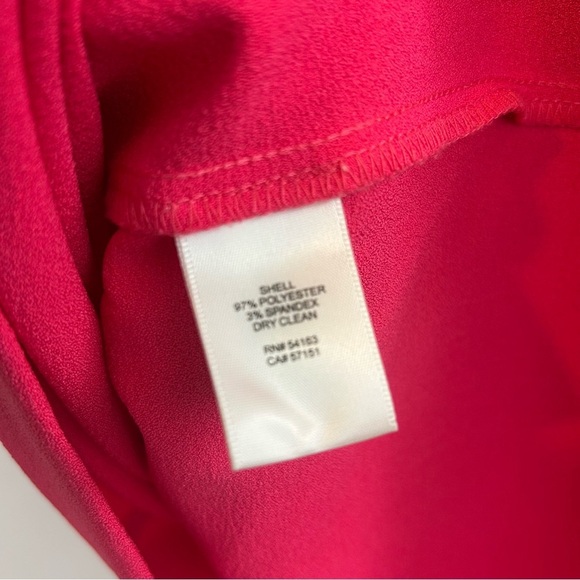 SHELL
97% POLYESTER
3% SPANDEX
DRY CLEAN
RN# 54163
CA# 57151